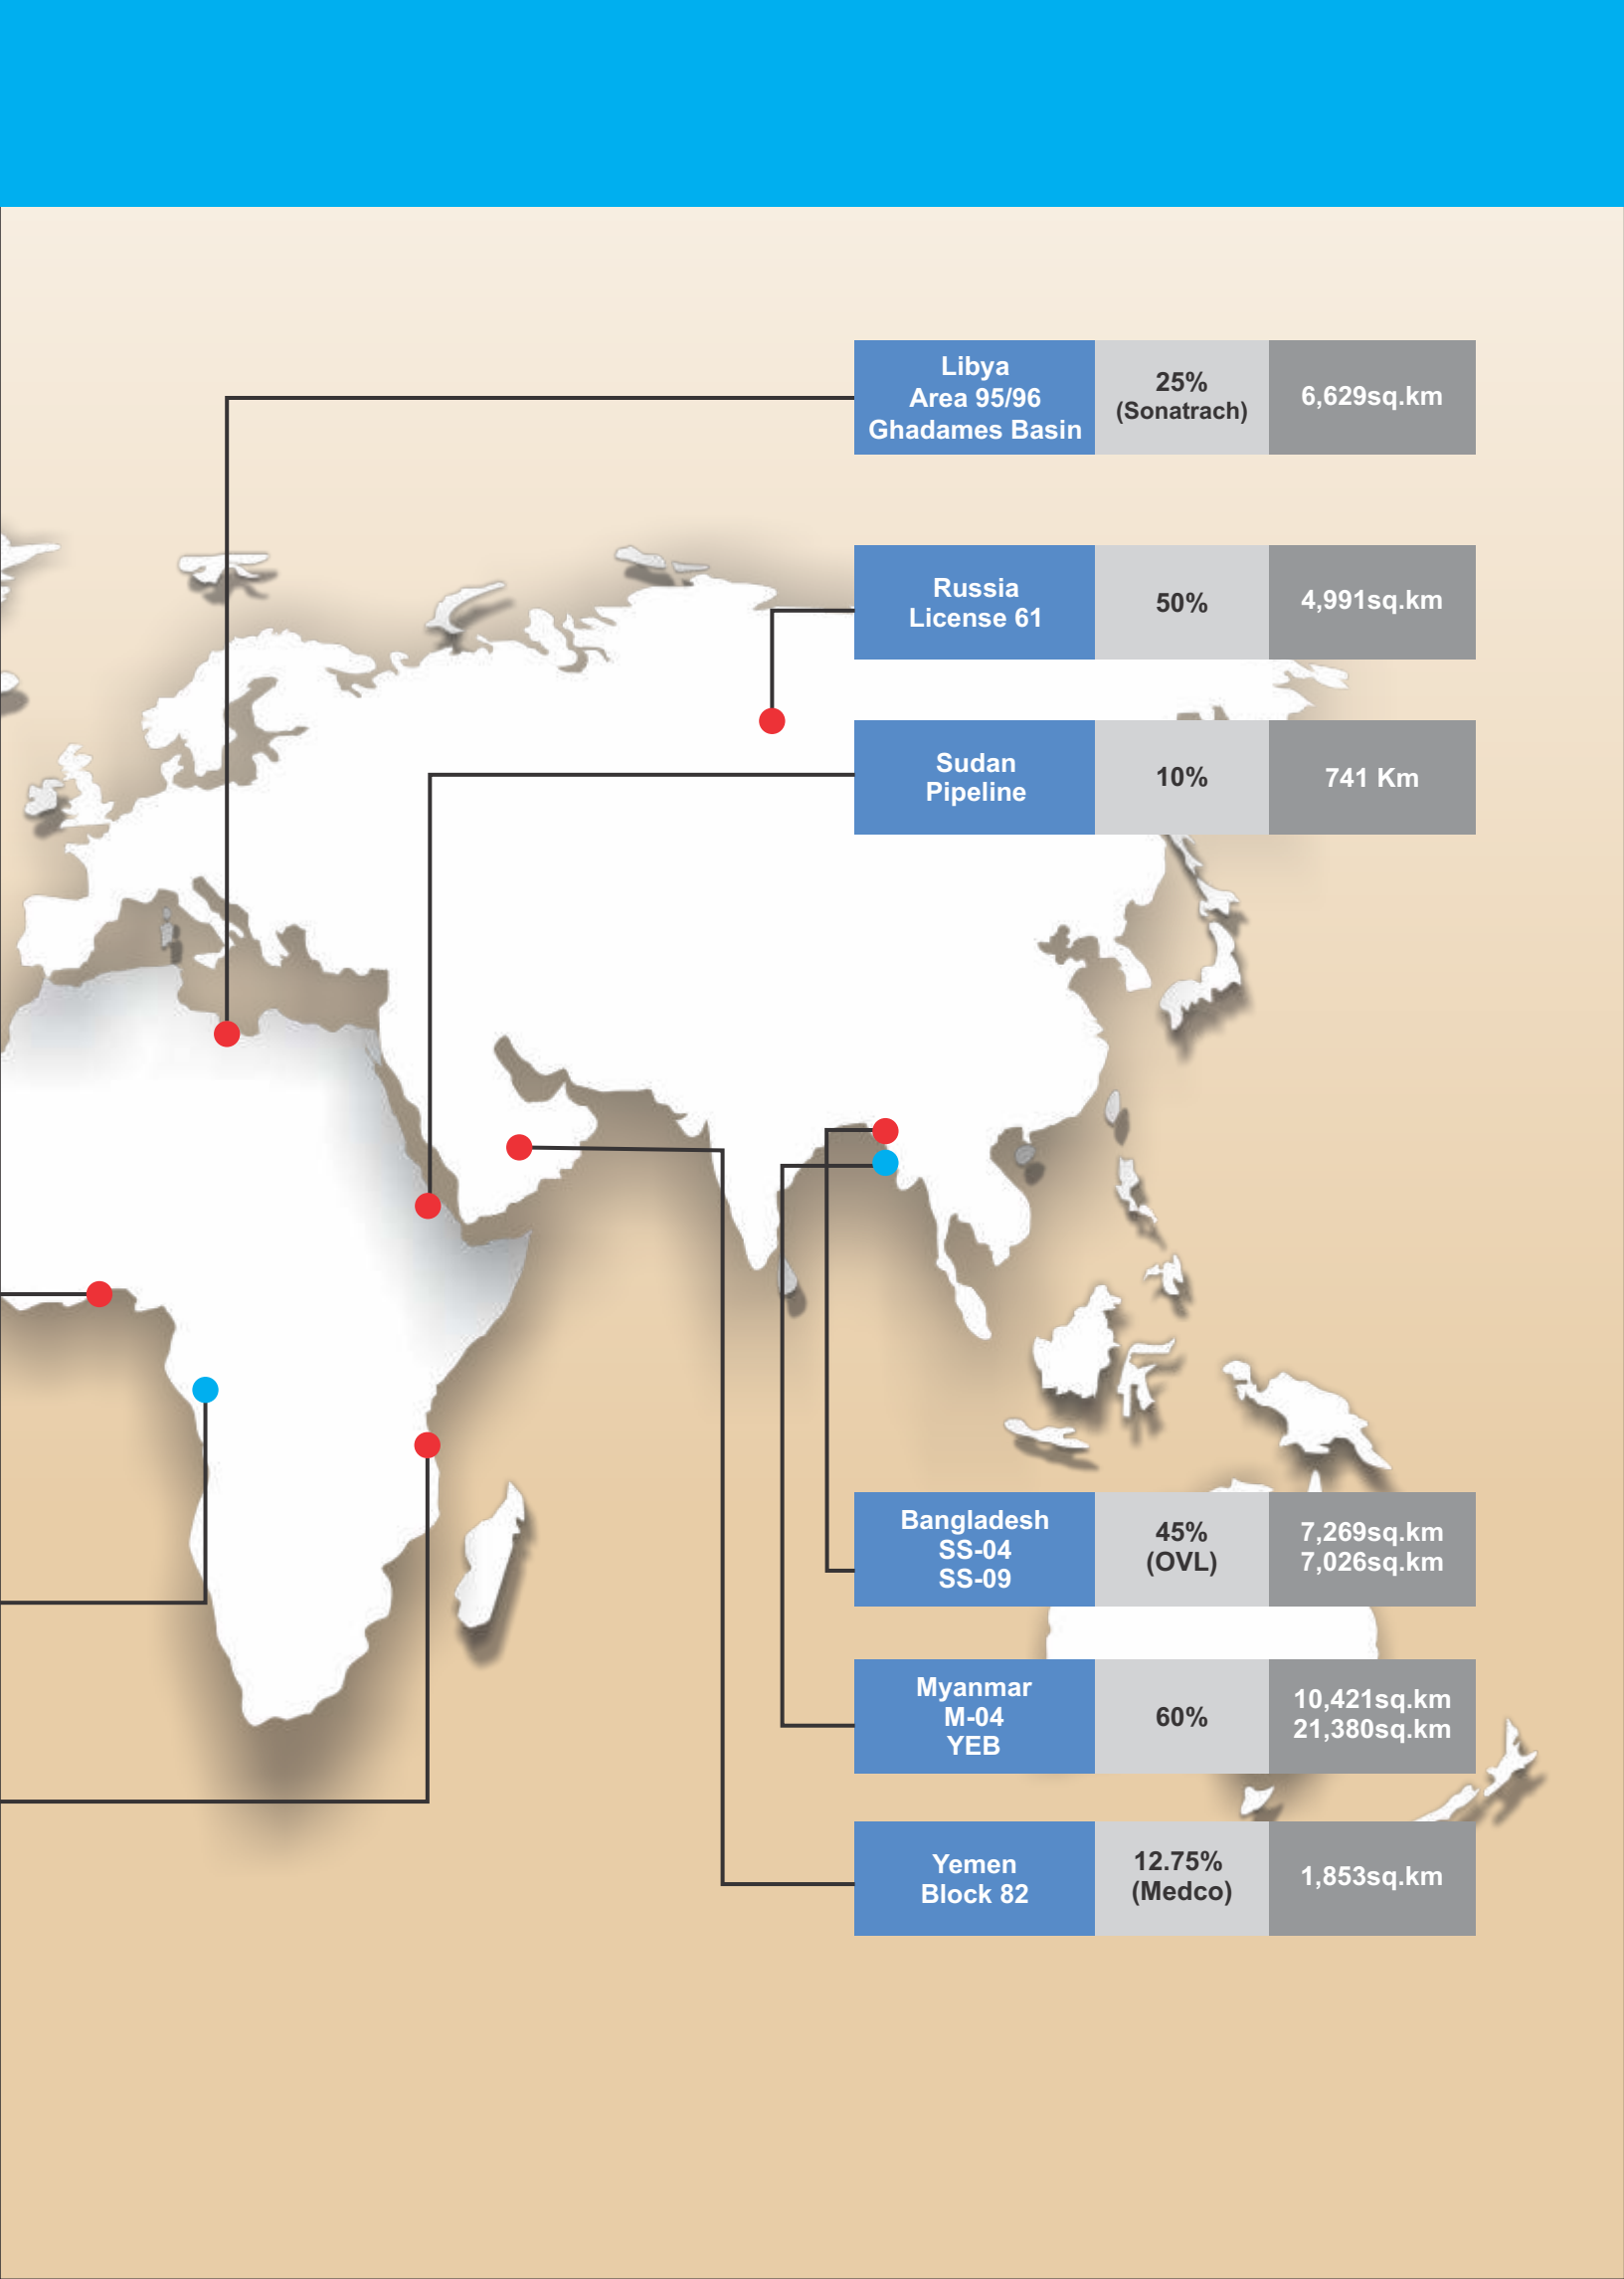 Libya
Area 95/96
Ghadames Basin
25%
(Sonatrach)
6,629sq.km
Russia
License 61
50%
4,991sq.km
Sudan
Pipeline
10%
741 Km
Bangladesh
SS-04
SS-09
45%
(OVL)
7,269sq.km
7,026sq.km
Myanmar
M-04
YEB
60%
10,421sq.km
21,380sq.km
Yemen
Block 82
12.75%
(Medco)
1,853sq.km